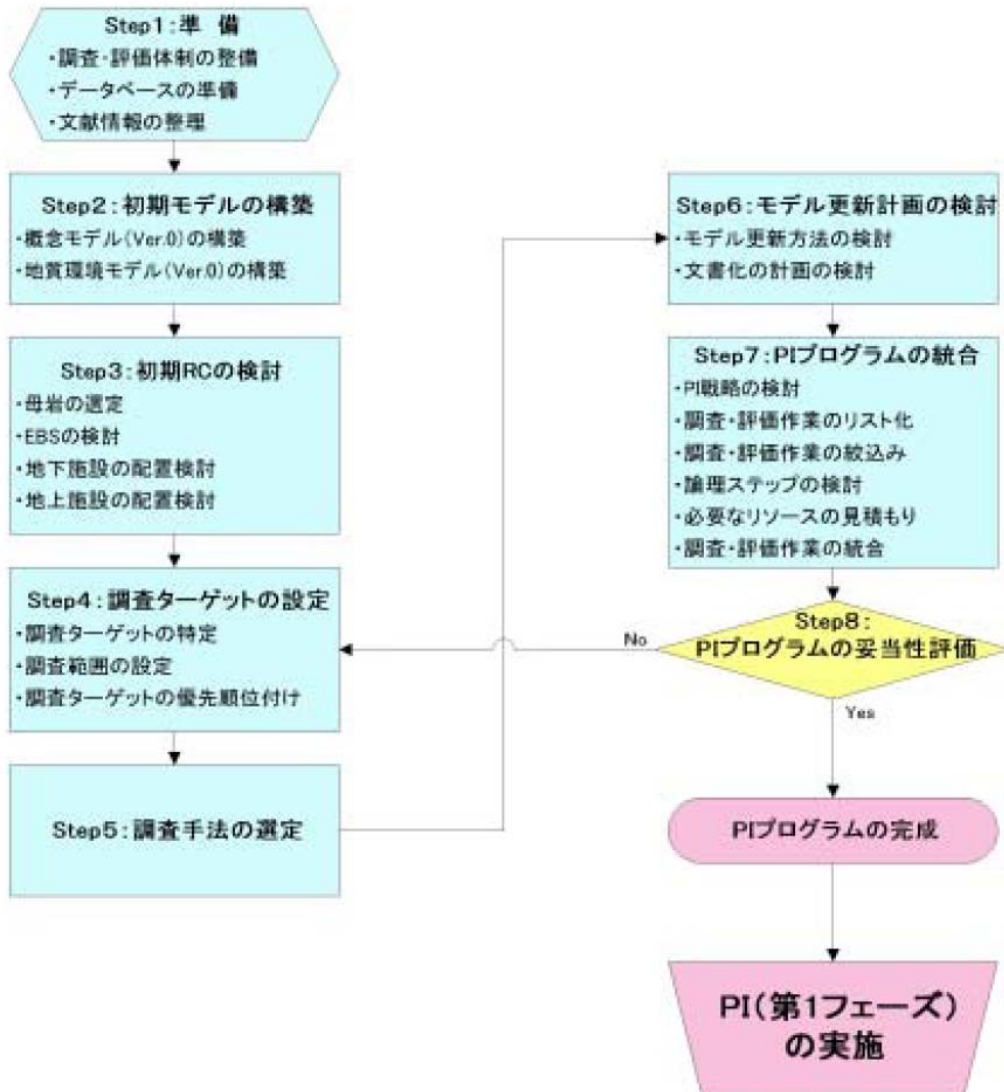 Step1:準 備
・調査・評価体制の整備
・データベースの準備
・文献情報の整理
Step2:初期モデルの構築
・概念モデル(Ver.0)の構築
・地質環境モデル(Ver.0)の構築
Step3:初期RCの検討
・母岩の選定
・EBSの検討
・地下施設の配置検討
・地上施設の配置検討
Step4:調査ターゲットの設定
・調査ターゲットの特定
・調査範囲の設定
・調査ターゲットの優先順位付け
Step5:調査手法の選定
Step6:モデル更新計画の検討
・モデル更新方法の検討
・文書化の計画の検討
Step7:PIプログラムの統合
・PI戦略の検討
・調査・評価作業のリスト化
・調査・評価作業の絞込み
・論理ステップの検討
・必要なリソースの見積もり
・調査・評価作業の統合
Step8:
PIプログラムの妥当性評価
No
Yes
PIプログラムの完成
PI(第1フェーズ)
の実施